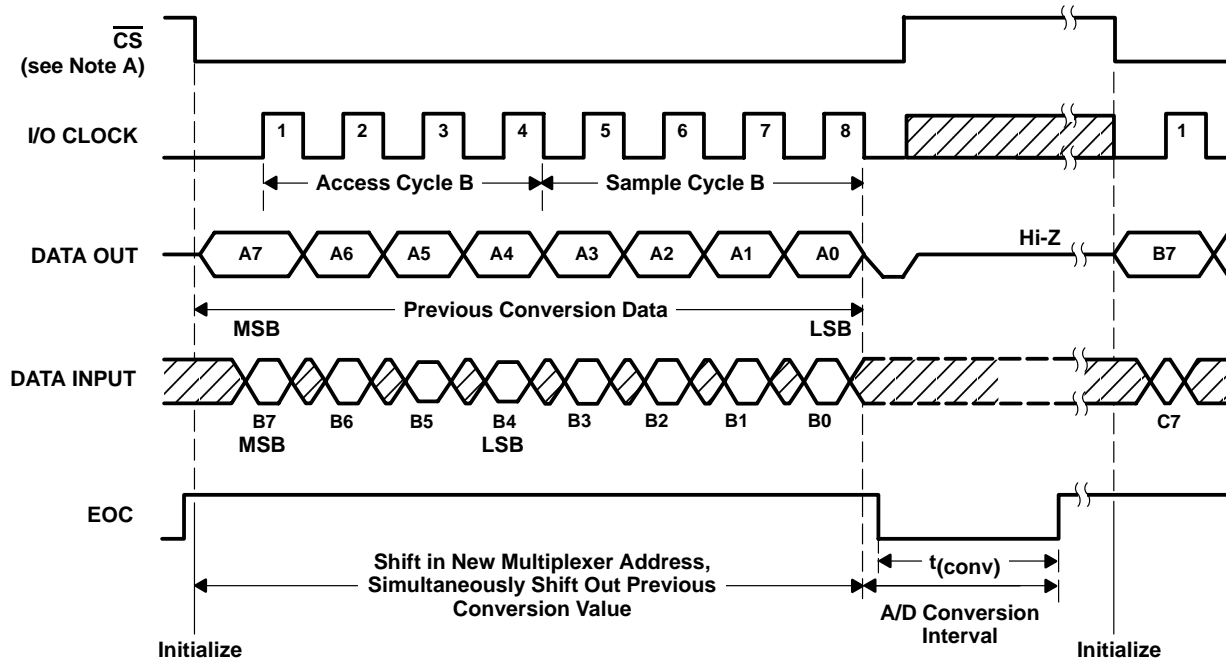 CS
(see Note A)
I/O CLOCK
1 2 3 4 5 6 7 8 1
Access Cycle B Sample Cycle B
DATA OUT
A7 A6 A5 A4 A3 A2 A1 A0 Hi-Z B7
Previous Conversion Data
MSB LSB
DATA INPUT
B7 B6 B5 B4 B3 B2 B1 B0 C7
MSB LSB
EOC
Shift in New Multiplexer Address,
Simultaneously Shift Out Previous
Conversion Value
t(conv)
A/D Conversion
Interval
Initialize Initialize